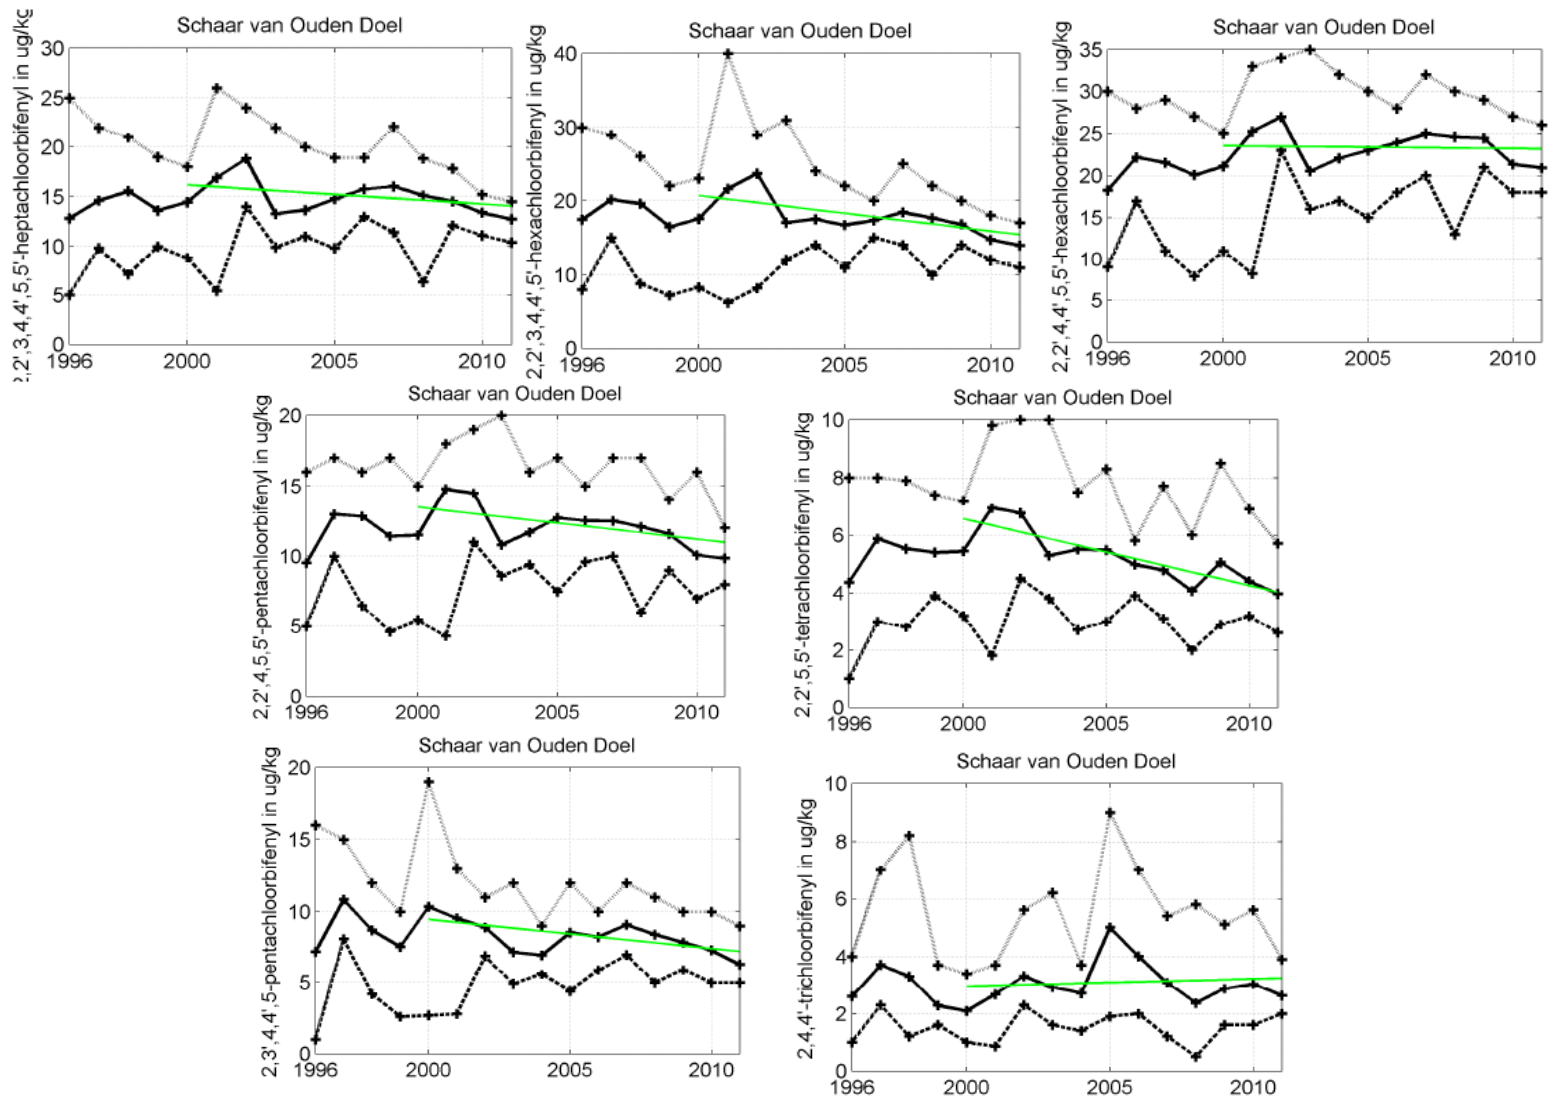 Schaar van Ouden Doel
2,2',3,4,4',5,5'-heptachloorbifenyl in ug/kg
30
25
20
15
10
5
0
1996 2000 2005 2010
Schaar van Ouden Doel
2,2',3,4,4',5'-hexachloorbifenyl in ug/kg
40
30
20
10
0
1996 2000 2005 2010
Schaar van Ouden Doel
2,2',4,4',5,5'-hexachloorbifenyl in ug/kg
35
30
25
20
15
10
5
0
1996 2000 2005 2010
Schaar van Ouden Doel
2,2',4,5,5'-pentachloorbifenyl in ug/kg
20
15
10
5
0
1996 2000 2005 2010
Schaar van Ouden Doel
2,2',5,5'-tetrachloorbifenyl in ug/kg
10
8
6
4
2
0
1996 2000 2005 2010
Schaar van Ouden Doel
2,3',4,4',5-pentachloorbifenyl in ug/kg
20
15
10
5
0
1996 2000 2005 2010
Schaar van Ouden Doel
2,4,4'-trichloorbifenyl in ug/kg
10
8
6
4
2
0
1996 2000 2005 2010